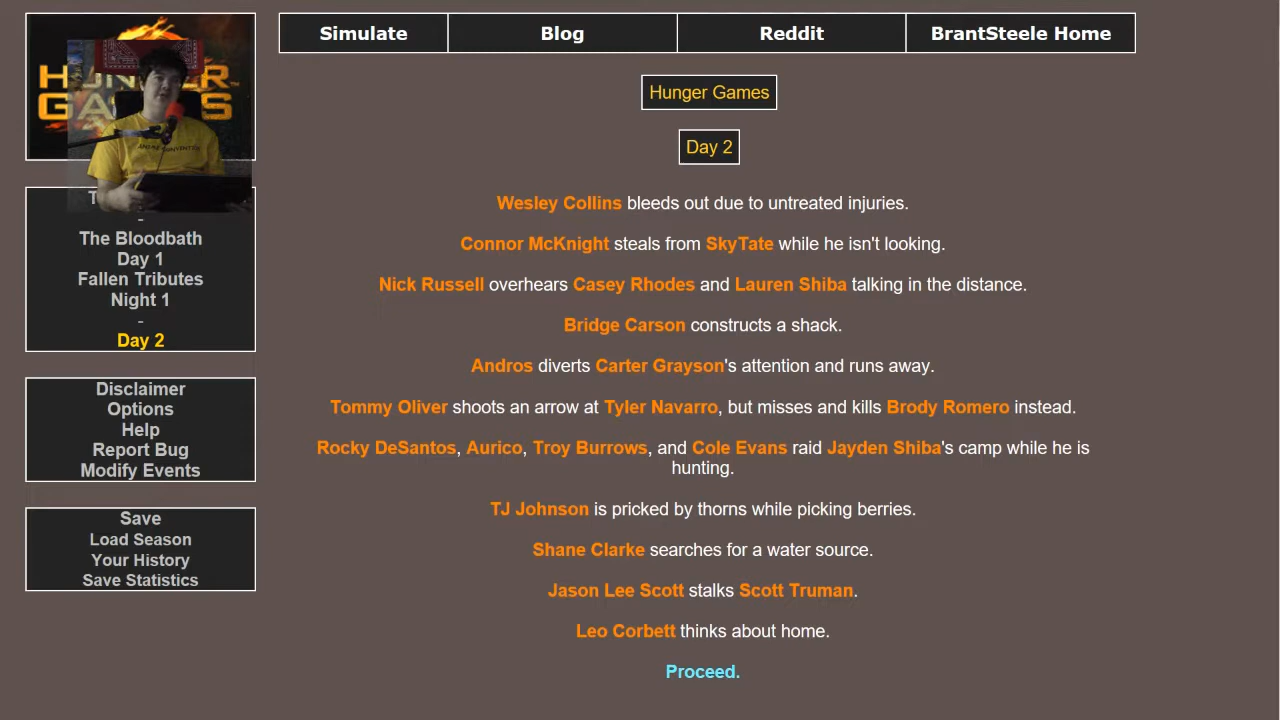 Simulate
Blog
Reddit
BrantSteele Home
Hunger Games
Day 2
-
The Bloodbath
Day 1
Fallen Tributes
Night 1
-
Day 2
Disclaimer
Options
Help
Report Bug
Modify Events
Save
Load Season
Your History
Save Statistics
Wesley Collins bleeds out due to untreated injuries.
Connor McKnight steals from SkyTate while he isn't looking.
Nick Russell overhears Casey Rhodes and Lauren Shiba talking in the distance.
Bridge Carson constructs a shack.
Andros diverts Carter Grayson's attention and runs away.
Tommy Oliver shoots an arrow at Tyler Navarro, but misses and kills Brody Romero instead.
Rocky DeSantos, Aurico, Troy Burrows, and Cole Evans raid Jayden Shiba's camp while he is
hunting.
TJ Johnson is pricked by thorns while picking berries.
Shane Clarke searches for a water source.
Jason Lee Scott stalks Scott Truman.
Leo Corbett thinks about home.
Proceed.